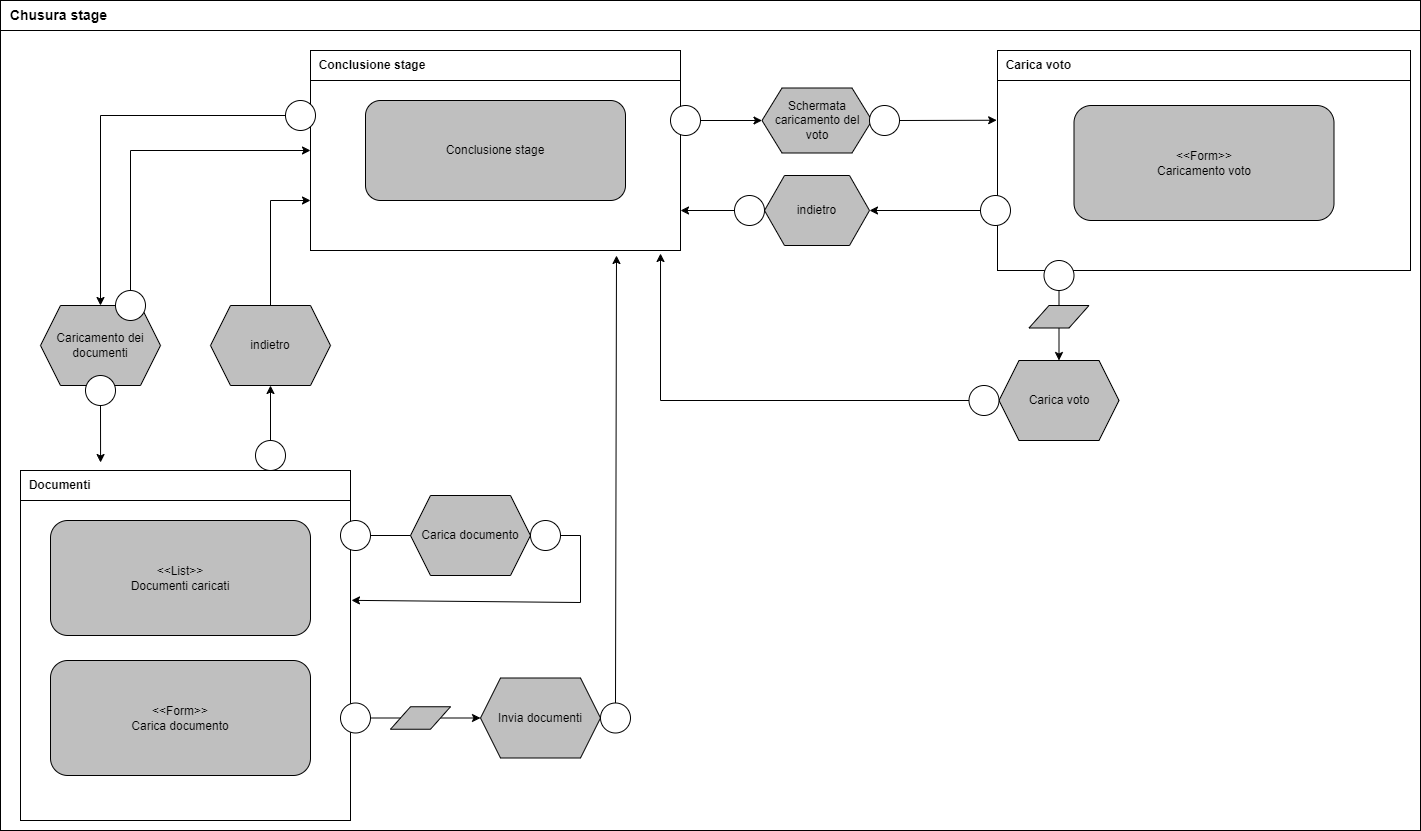 Chusura stage
Conclusione stage
Carica voto
Conclusione stage
Schermata
caricamento del
voto
<<Form>>
Caricamento voto
indietro
Caricamento dei
documenti
indietro
Carica voto
Documenti
<<List>>
Documenti caricati
Carica documento
<<Form>>
Carica documento
Invia documenti